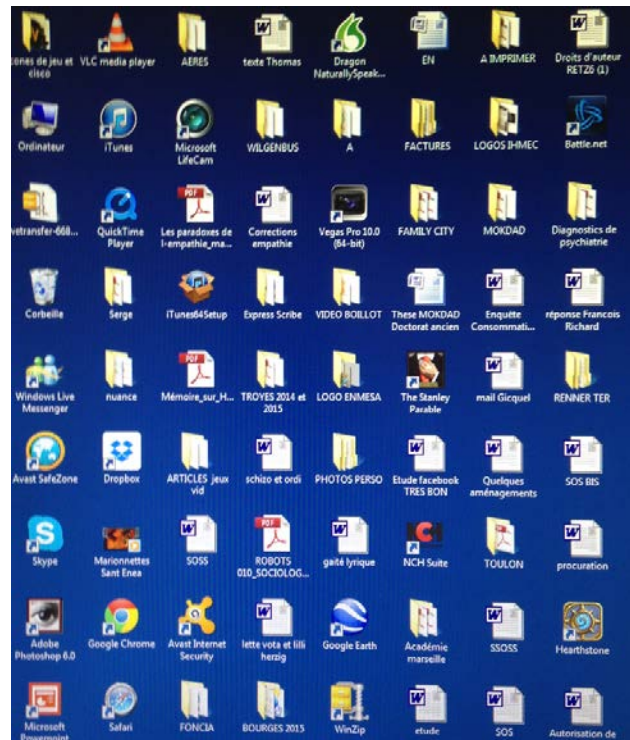 cones de jeu et
cisco
VLC media player
AERES
texte Thomas
Dragon
NaturallySpeak...
EN
A IMPRIMER
Droits d'auteur
RETZ6 (1)
Ordinateur
iTunes
Microsoft
LifeCam
WILGENBUS
A
FACTURES
LOGOS IHMEC
Battle.net
vetransfer-668...
QuickTime
Player
Les paradoxes de
l-empathie_ma...
Corrections
empathie
Vegas Pro 10.0
(64-bit)
FAMILY CITY
MOKDAD
Diagnostics de
psychiatrie
Corbeille
Serge
iTunes64Setup
Express Scribe
VIDEO BOILLOT
These MOKDAD
Doctorat ancien
Enquête
Consommati...
réponse Francois
Richard
Windows Live
Messenger
nuance
Mémoire_sur_H...
TROYES 2014 et
2015
LOGO ENMESA
The Stanley
Parable
mail Gicquel
RENNER TER
Avast SafeZone
Dropbox
ARTICLES jeux
vid
schizo et ordi
PHOTOS PERSO
Etude facebook
TRES BON
Quelques
aménagements
SOS BIS
Skype
Marionnettes
Sant Enea
SOSS
ROBOTS
010_SOCIOLOG...
gaité lyrique
NCH Suite
TOULON
procuration
Adobe
Photoshop 6.0
Google Chrome
Avast Internet
Security
lette vota et lilli
herzig
Google Earth
Académie
marseille
SSOSS
Hearthstone
Microsoft
Powerpoint
Safari
FONCIA
BOURGES 2015
WinZip
etude
SOS
Autorisation de